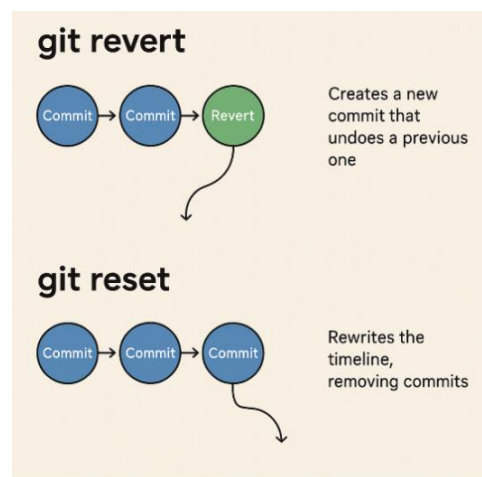 git revert
Commit Commit Revert
Creates a new
commit that
undoes a previous
one
git reset
Commit Commit Commit
Rewrites the
timeline,
removing commits